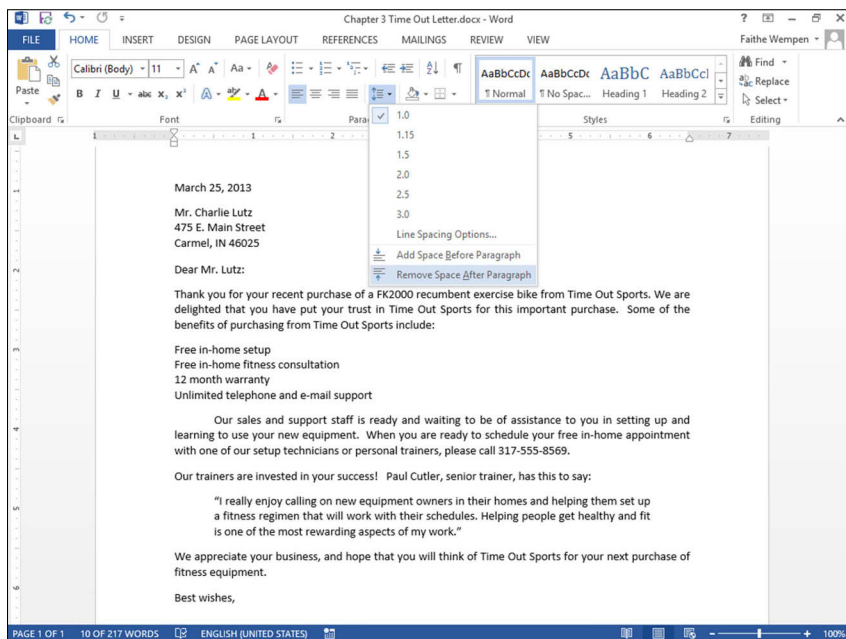 Chapter 3 Time Out Letter.docx - Word
FILE HOME INSERT DESIGN PAGE LAYOUT REFERENCES MAILINGS REVIEW VIEW Faithe Wempen
Calibri (Body) 11 A A Aa AaBbCcDc AaBbCcDc AaBbC AaBbCcI Find
Paste B I U abc X₂ X² A aby A ¶ Normal ¶ No Spac... Heading 1 Heading 2 Replace
Select
Clipboard Font Para Styles Editing
1.0
1.15
1.5
2.0
2.5
3.0
Line Spacing Options...
Add Space Before Paragraph
Remove Space After Paragraph
1 1 2 5 6 7
March 25, 2013
Mr. Charlie Lutz
475 E. Main Street
Carmel, IN 46025
Dear Mr. Lutz:
Thank you for your recent purchase of a FK2000 recumbent exercise bike from Time Out Sports. We are
delighted that you have put your trust in Time Out Sports for this important purchase. Some of the
benefits of purchasing from Time Out Sports include:
Free in-home setup
Free in-home fitness consultation
12 month warranty
Unlimited telephone and e-mail support
Our sales and support staff is ready and waiting to be of assistance to you in setting up and
learning to use your new equipment. When you are ready to schedule your free in-home appointment
with one of our setup technicians or personal trainers, please call 317-555-8569.
Our trainers are invested in your success! Paul Cutler, senior trainer, has this to say:
“I really enjoy calling on new equipment owners in their homes and helping them set up
a fitness regimen that will work with their schedules. Helping people get healthy and fit
is one of the most rewarding aspects of my work.”
We appreciate your business, and hope that you will think of Time Out Sports for your next purchase of
fitness equipment.
Best wishes,
PAGE 1 OF 1 10 OF 217 WORDS ENGLISH (UNITED STATES) 100%